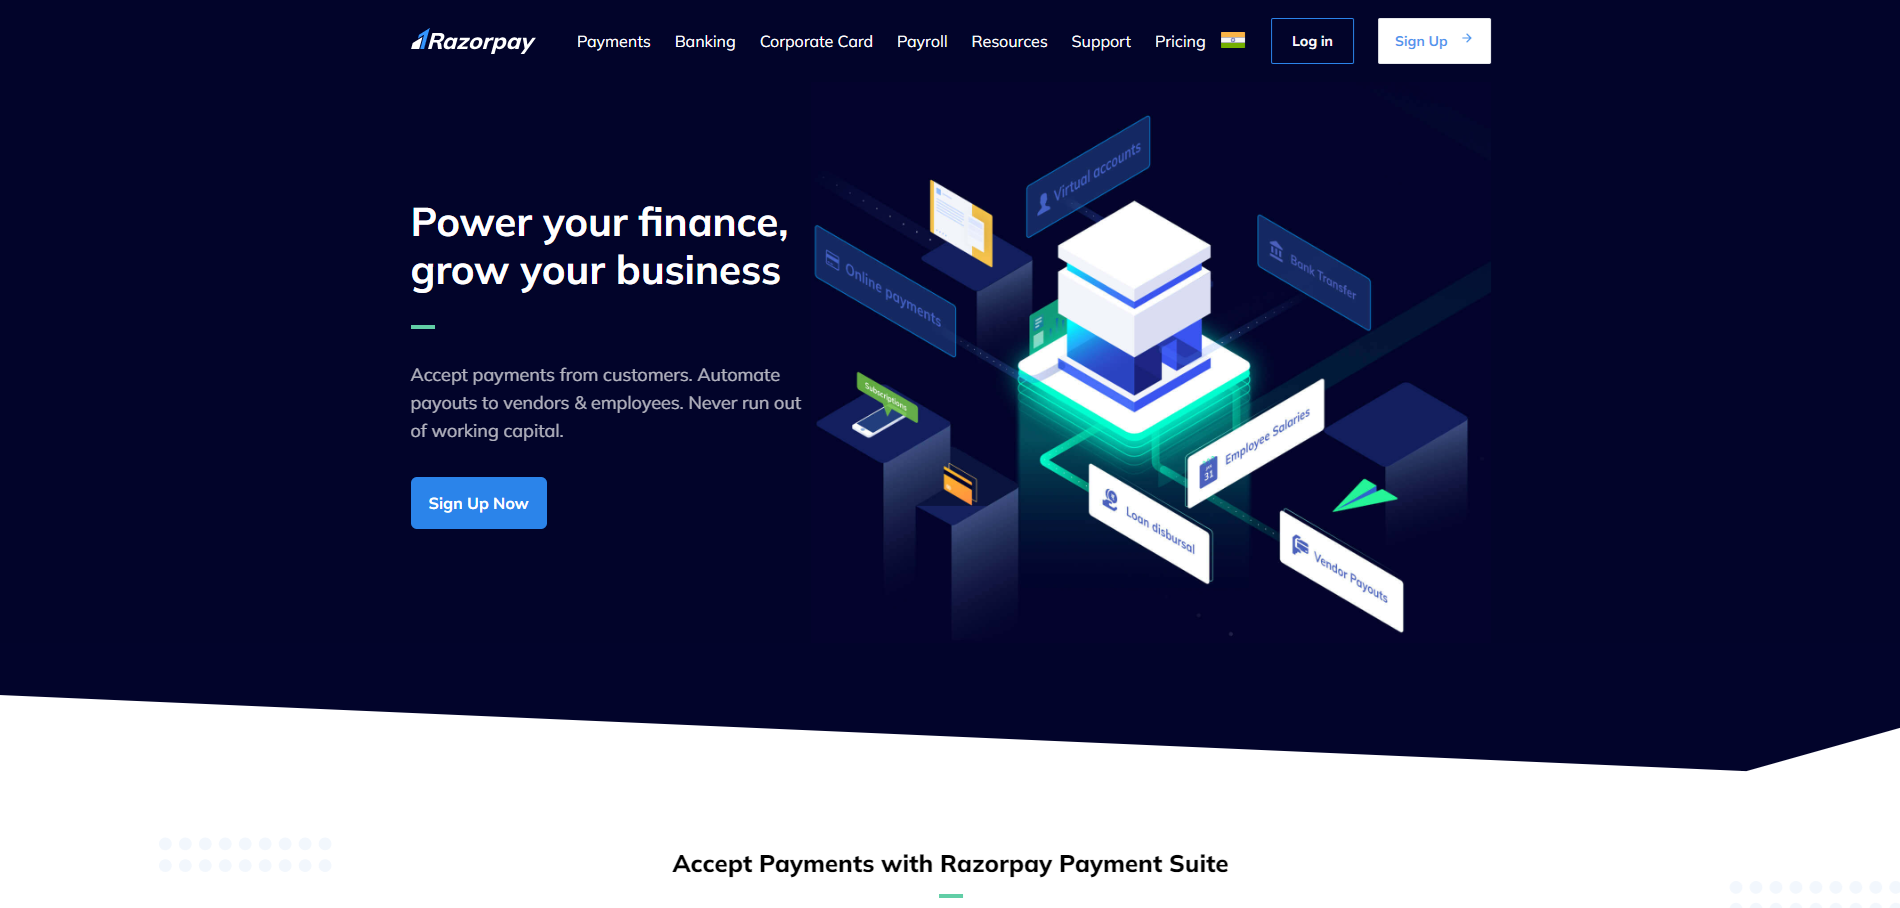 Razorpay
Payments
Banking
Corporate Card
Payroll
Resources
Support
Pricing
Log in
Sign Up
Power your finance,
grow your business
Accept payments from customers. Automate
payouts to vendors & employees. Never run out
of working capital.
Sign Up Now
Virtual accounts
Online payments
Bank Transfer
Subscriptions
Employee Salaries
31
Loan disbursal
Vendor Payouts
Accept Payments with Razorpay Payment Suite